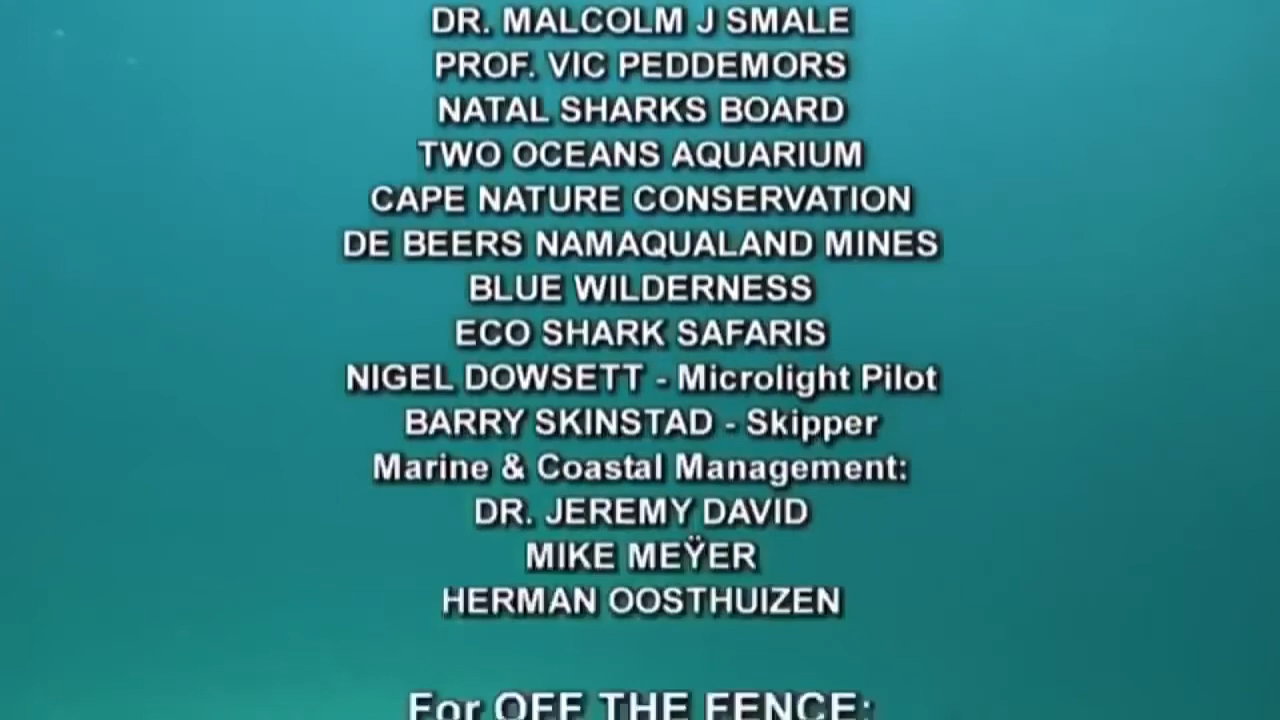 DR. MALCOLM J SMALE
PROF. VIC PEDDEMORS
NATAL SHARKS BOARD
TWO OCEANS AQUARIUM
CAPE NATURE CONSERVATION
DE BEERS NAMAQUALAND MINES
BLUE WILDERNESS
ECO SHARK SAFARIS
NIGEL DOWSETT - Microlight Pilot
BARRY SKINSTAD - Skipper
Marine & Coastal Management:
DR. JEREMY DAVID
MIKE MEŸER
HERMAN OOSTHUIZEN
For OFF THE FENCE: